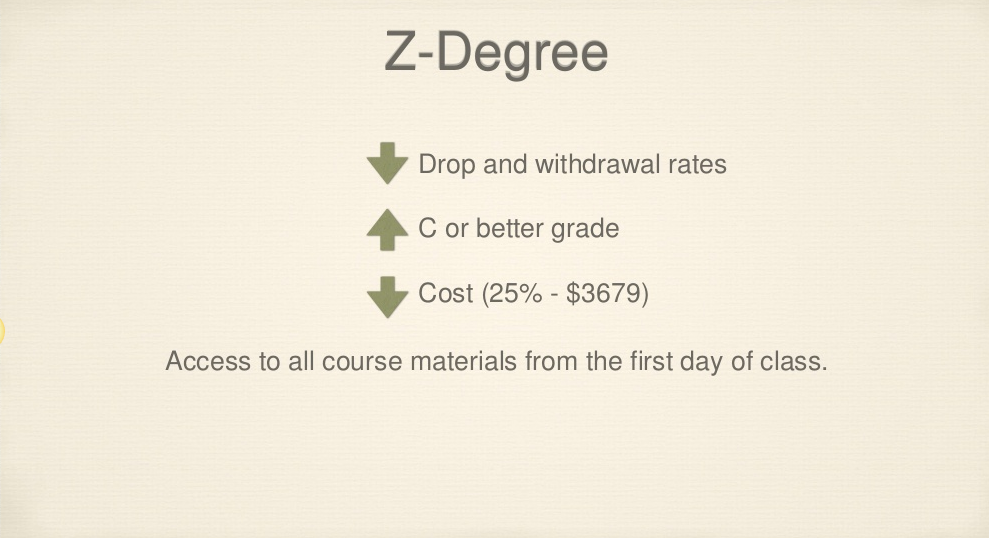 Z-Degree
Drop and withdrawal rates
C or better grade
Cost (25% - $3679)
Access to all course materials from the first day of class.